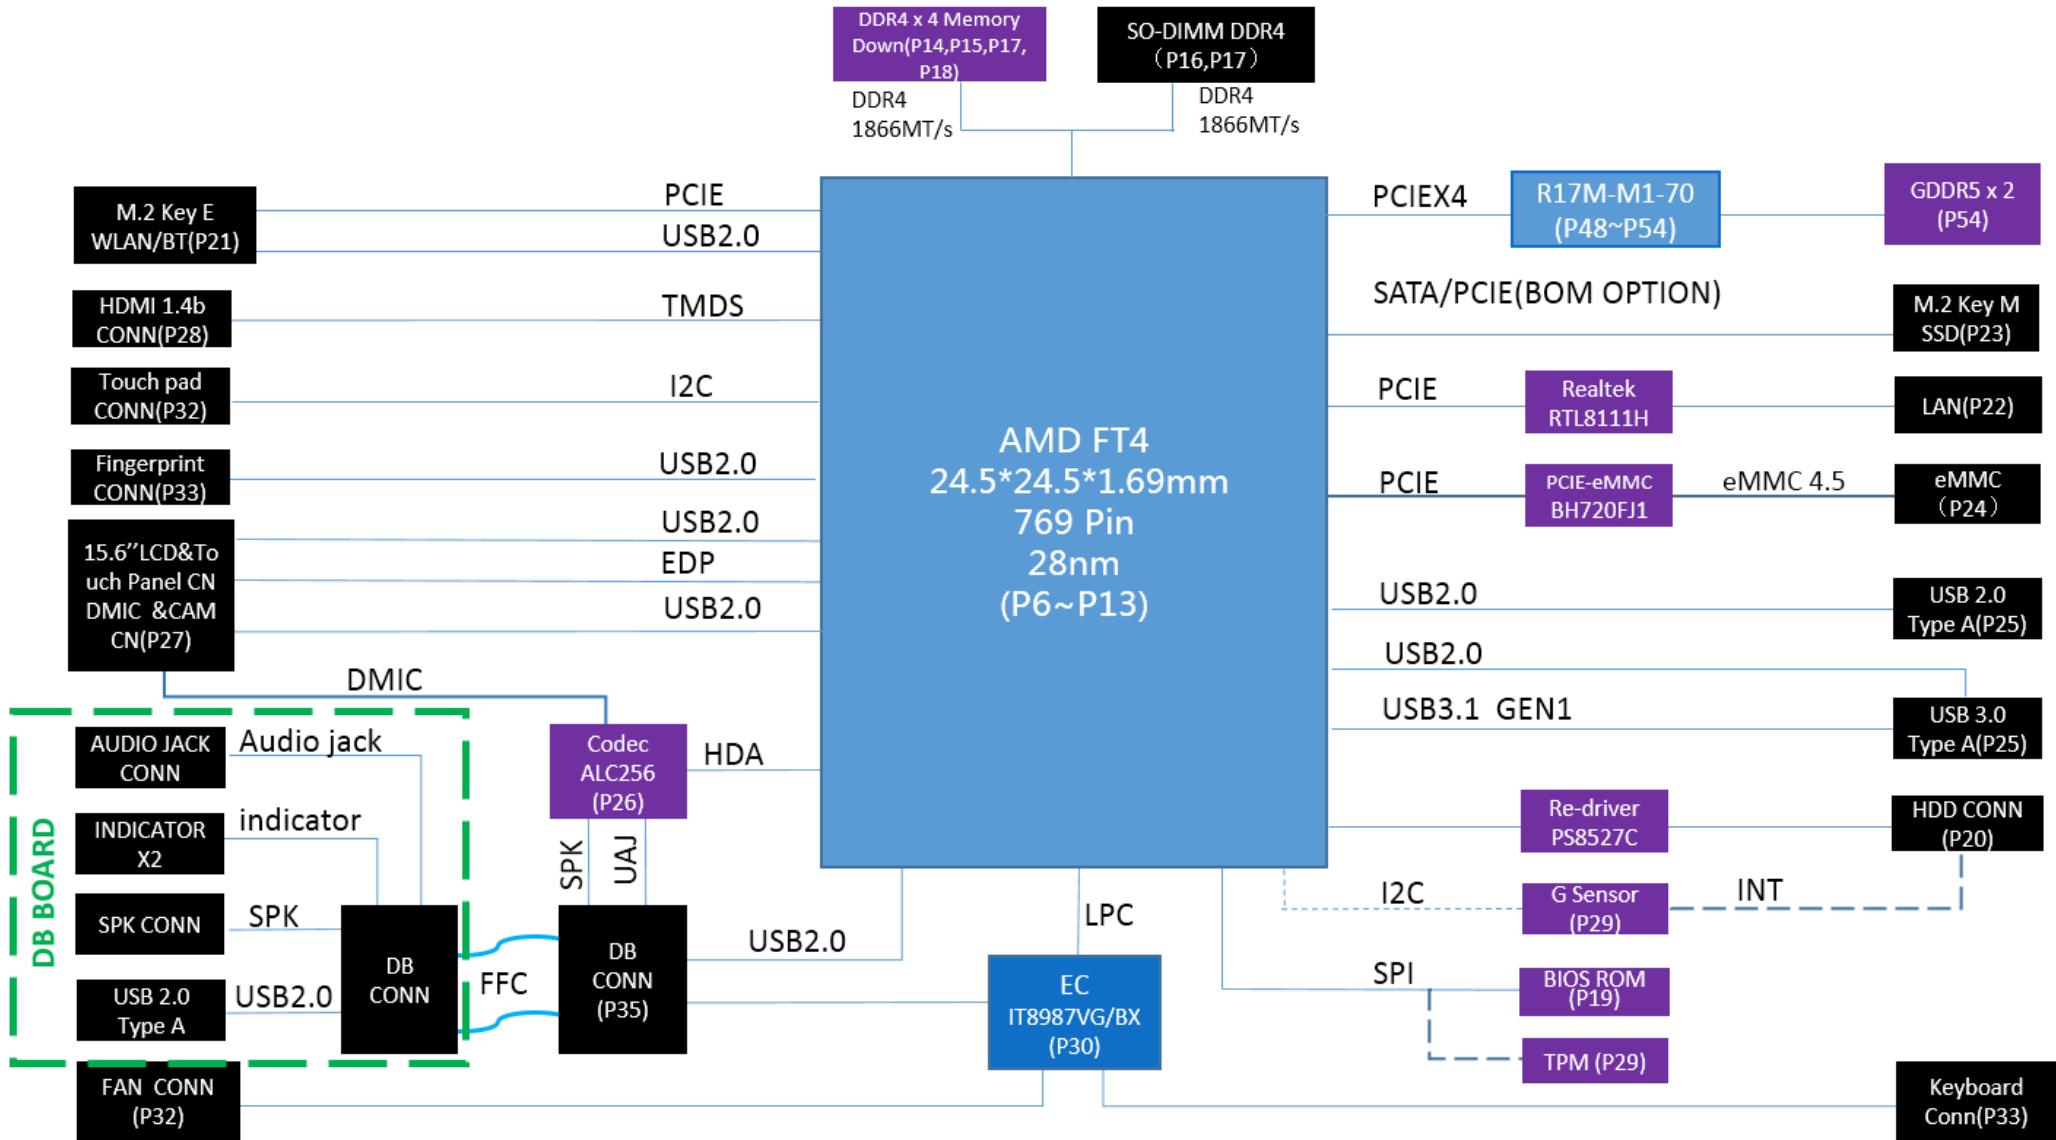 DDR4 x 4 Memory
Down(P14,P15,P17,
P18)
SO-DIMM DDR4
（P16,P17）
DDR4
1866MT/s
DDR4
1866MT/s
M.2 Key E
WLAN/BT(P21)
PCIE
USB2.0
HDMI 1.4b
CONN(P28)
TMDS
Touch pad
CONN(P32)
I2C
Fingerprint
CONN(P33)
USB2.0
15.6’’LCD&To
uch Panel CN
DMIC  &CAM
CN(P27)
USB2.0
EDP
USB2.0
DMIC
AMD FT4
24.5*24.5*1.69mm
769 Pin
28nm
(P6~P13)
PCIEX4
R17M-M1-70
(P48~P54)
GDDR5 x 2
(P54)
SATA/PCIE(BOM OPTION)
M.2 Key M
SSD(P23)
PCIE
Realtek
RTL8111H
LAN(P22)
PCIE
PCIE-eMMC
BH720FJ1
eMMC 4.5
eMMC
（P24）
USB2.0
USB 2.0
Type A(P25)
USB2.0
USB3.1  GEN1
USB 3.0
Type A(P25)
Re-driver
PS8527C
HDD CONN
(P20)
I2C
G Sensor
(P29)
INT
SPI
BIOS ROM
(P19)
TPM (P29)
Keyboard
Conn(P33)
DB BOARD
AUDIO JACK
CONN
Audio jack
INDICATOR
X2
indicator
SPK CONN
SPK
USB 2.0
Type A
USB2.0
DB
CONN
FFC
Codec
ALC256
(P26)
HDA
SPK
UAJ
DB
CONN
(P35)
USB2.0
LPC
EC
IT8987VG/BX
(P30)
FAN  CONN
(P32)